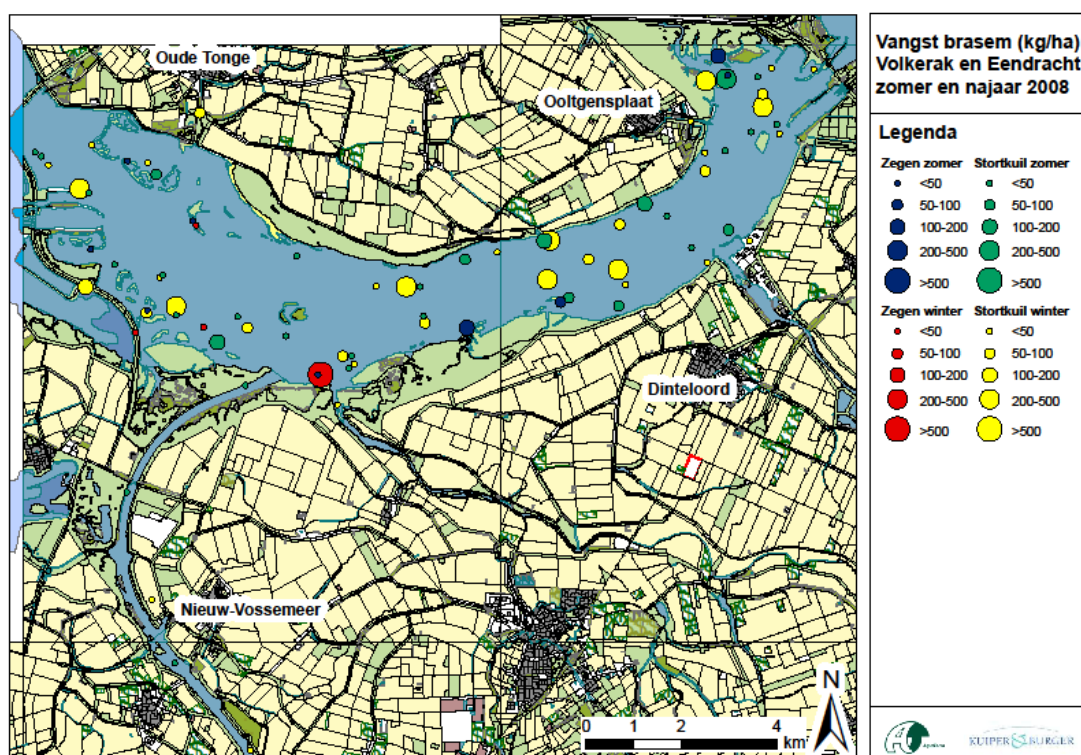 Oude Tonge
Ooltgensplaat
Dinteloord
Nieuw-Vossemeer
N
0 1 2 4
km
Vangst brasem (kg/ha)
Volkerak en Eendracht
zomer en najaar 2008
Legenda
Zegen zomer Stortkuil zomer
<50 <50
50-100 50-100
100-200 100-200
200-500 200-500
>500 >500
Zegen winter Stortkuil winter
<50 <50
50-100 50-100
100-200 100-200
200-500 200-500
>500 >500
KUIPER & BURGER